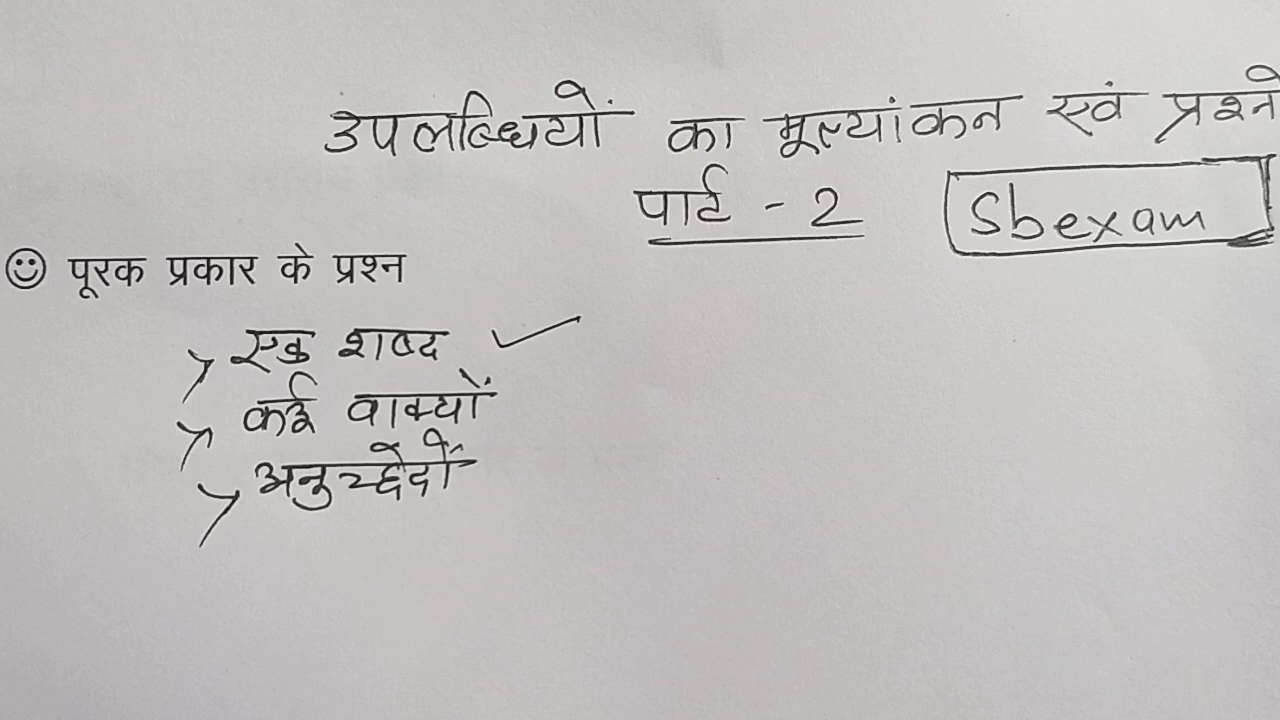 उपलब्धियों का मूल्यांकन एवं प्रश्ने
पार्ट - 2 Sbexam
पूरक प्रकार के प्रश्न
एक शब्द
कई वाक्यों
अनुच्छेदों